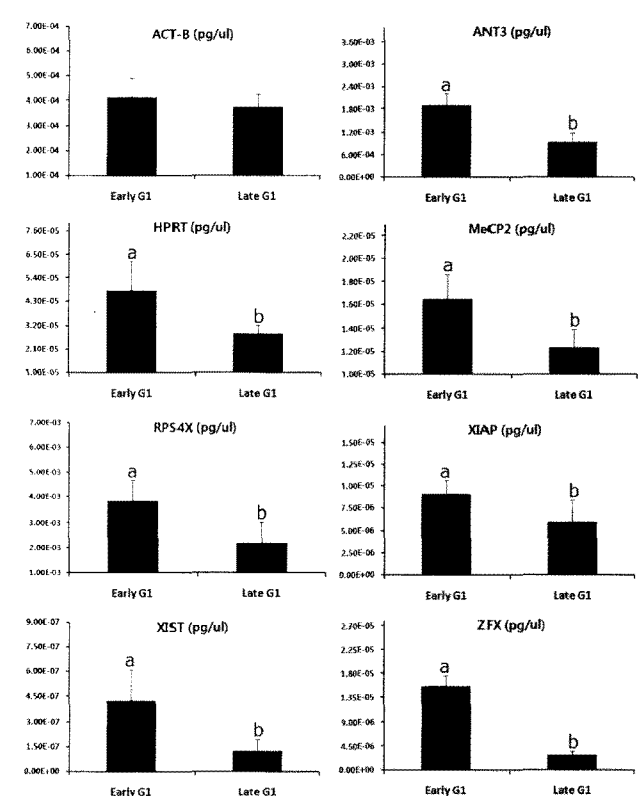 ACT-B (pg/ul)
7.00E-04
6.00E-04
5.00E-04
4.00E-04
3.00E-04
2.00E-04
1.00E-04
Early G1 Late G1
ANT3 (pg/ul)
3.60E-03
3.00E-03
2.40E-03
1.80E-03
1.20E-03
6.00E-04
0.00E+00
a
b
Early G1 Late G1
HPRT (pg/ul)
7.50E-05
6.50E-05
5.40E-05
4.30E-05
3.20E-05
2.10E-05
1.00E-05
a
b
Early G1 Late G1
MeCP2 (pg/ul)
2.20E-05
2.00E-05
1.80E-05
1.60E-05
1.40E-05
1.20E-05
1.00E-05
a
b
Early G1 Late G1
RPS4X (pg/ul)
7.00E-03
6.00E-03
5.00E-03
4.00E-03
3.00E-03
2.00E-03
1.00E-03
a
b
Early G1 Late G1
XIAP (pg/ul)
1.50E-05
1.25E-05
1.00E-05
7.50E-06
5.00E-06
2.50E-06
0.00E+00
a
b
Early G1 Late G1
XIST (pg/ul)
9.00E-07
7.50E-07
6.00E-07
4.50E-07
3.00E-07
1.50E-07
0.00E+00
a
b
Early G1 Late G1
ZFX (pg/ul)
2.70E-05
2.25E-05
1.80E-05
1.35E-05
9.00E-06
4.50E-06
0.00E+00
a
b
Early G1 Late G1